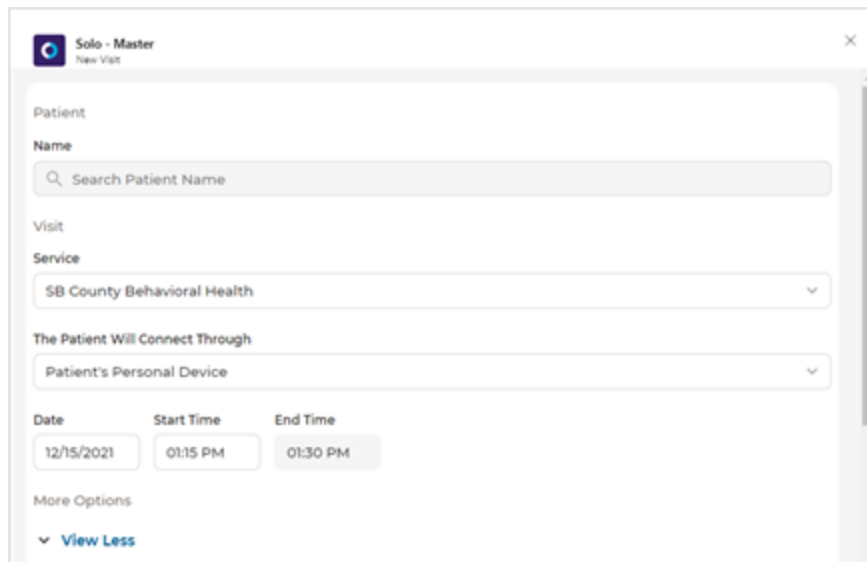 Solo - Master
New Visit
Patient
Name
Search Patient Name
Visit
Service
SB County Behavioral Health
The Patient Will Connect Through
Patient's Personal Device
Date Start Time End Time
12/15/2021 01:15 PM 01:30 PM
More Options
View Less